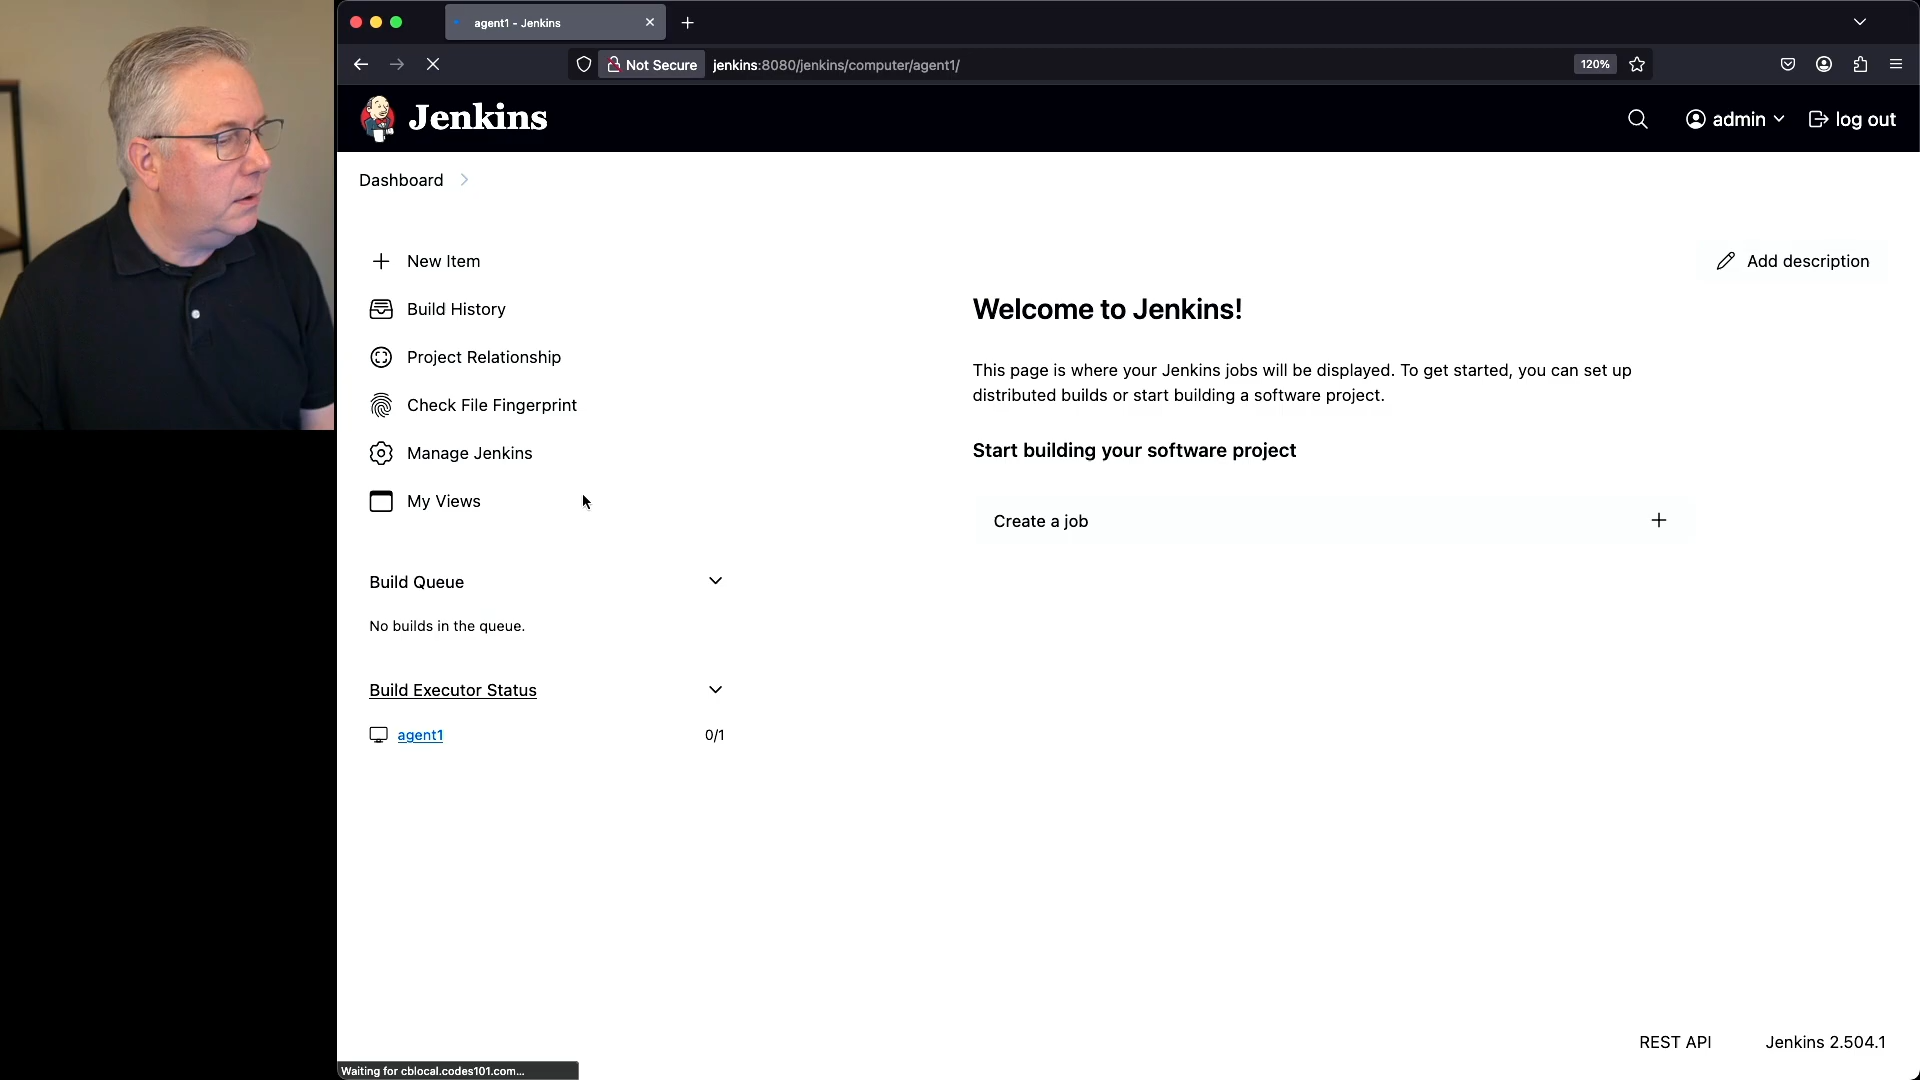 agent1 - Jenkins
Not Secure
jenkins:8080/jenkins/computer/agent1/
120%
Jenkins
admin
log out
Dashboard
New Item
Build History
Project Relationship
Check File Fingerprint
Manage Jenkins
My Views
Build Queue
No builds in the queue.
Build Executor Status
agent1 0/1
Add description
Welcome to Jenkins!
This page is where your Jenkins jobs will be displayed. To get started, you can set up
distributed builds or start building a software project.
Start building your software project
Create a job
REST API
Jenkins 2.504.1
Waiting for cblocal.codes101.com...